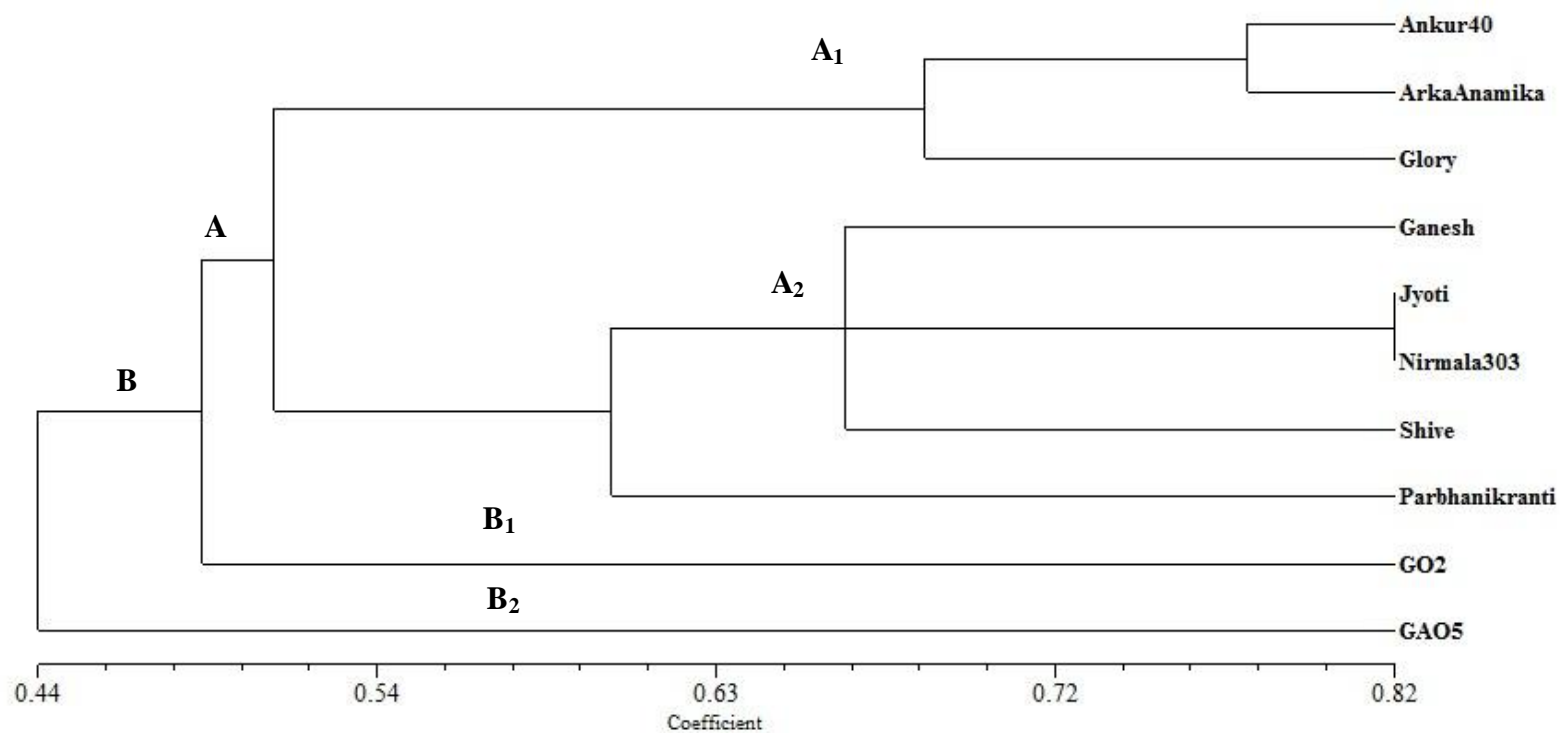 Ankur40
A₁
ArkaAnamika
Glory
A
Ganesh
A₂
Jyoti
Nirmala303
B
Shive
Parbhanikranti
B₁
GO2
B₂
GAO5
0.44 0.54 0.63 0.72 0.82
Coefficient